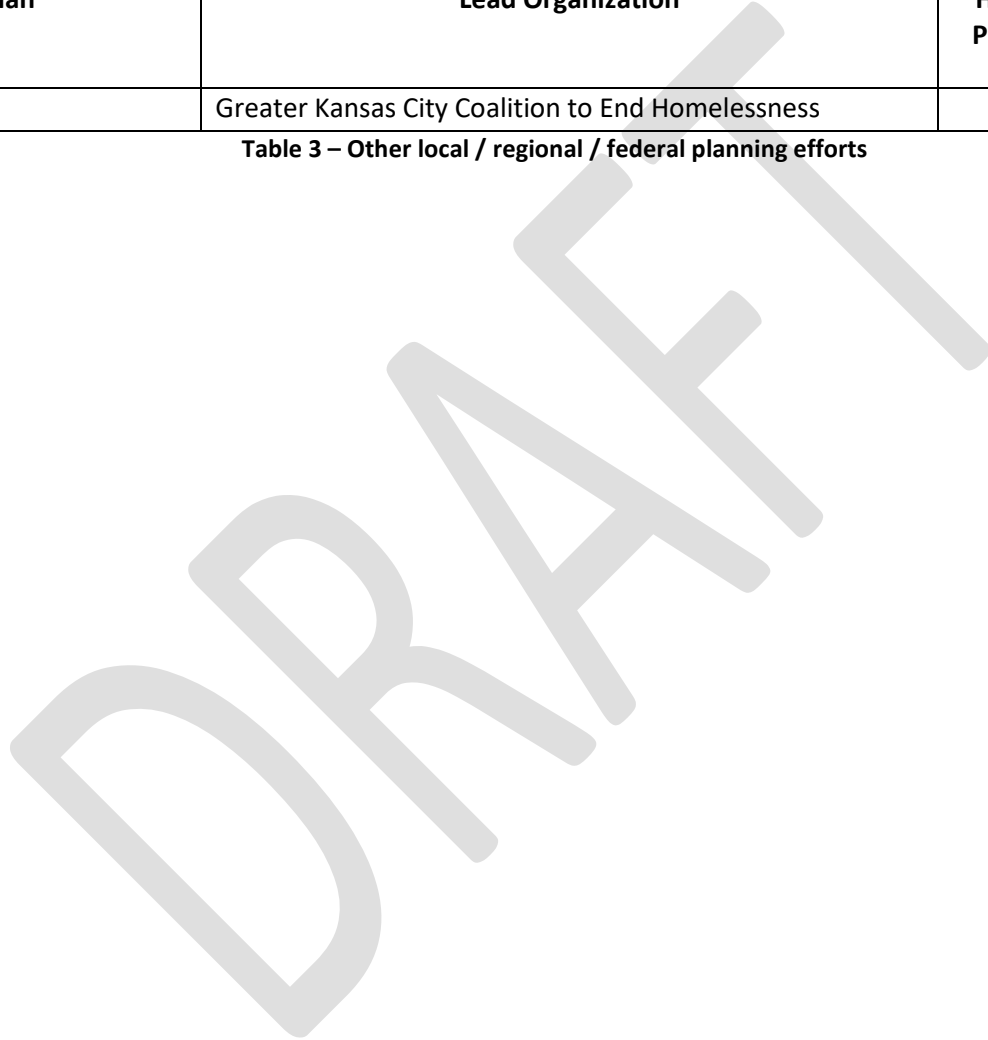 Lead Organization
Greater Kansas City Coalition to End Homelessness
Table 3 – Other local / regional / federal planning efforts
DRAFT